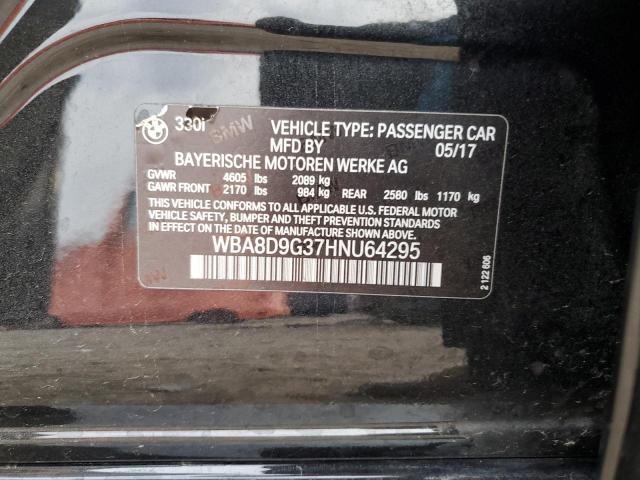 330i
VEHICLE TYPE: PASSENGER CAR
MFD BY 05/17
BAYERISCHE MOTOREN WERKE AG
GVWR 4605 lbs 2089 kg
GAWR FRONT 2170 lbs 984 kg REAR 2580 lbs 1170 kg
THIS VEHICLE CONFORMS TO ALL APPLICABLE U.S. FEDERAL MOTOR
VEHICLE SAFETY, BUMPER, AND THEFT PREVENTION STANDARDS
IN EFFECT ON THE DATE OF MANUFACTURE SHOWN ABOVE.
WBA8D9G37HNU64295
2 122 606
BMW